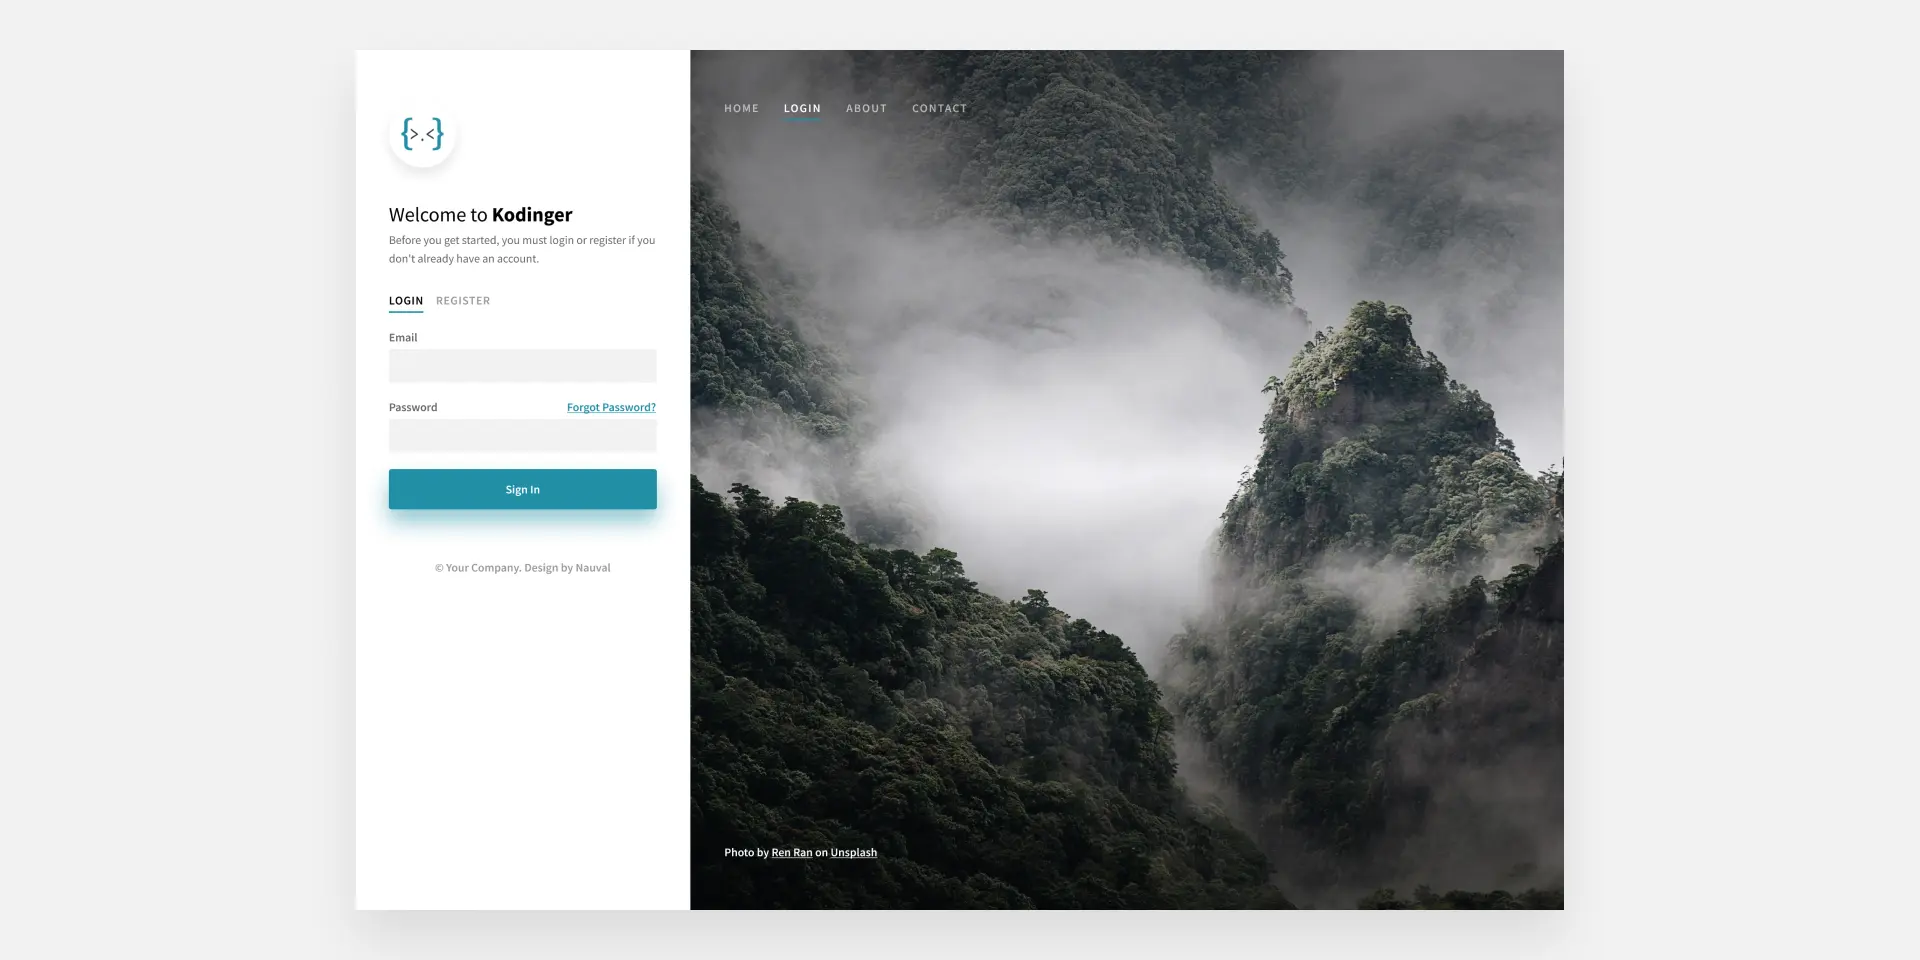 {>.<}
Welcome to Kodinger
Before you get started, you must login or register if you
don't already have an account.
LOGIN REGISTER
Email
Password Forgot Password?
Sign In
© Your Company. Design by Nauval
HOME LOGIN ABOUT CONTACT
Photo by Ren Ran on Unsplash